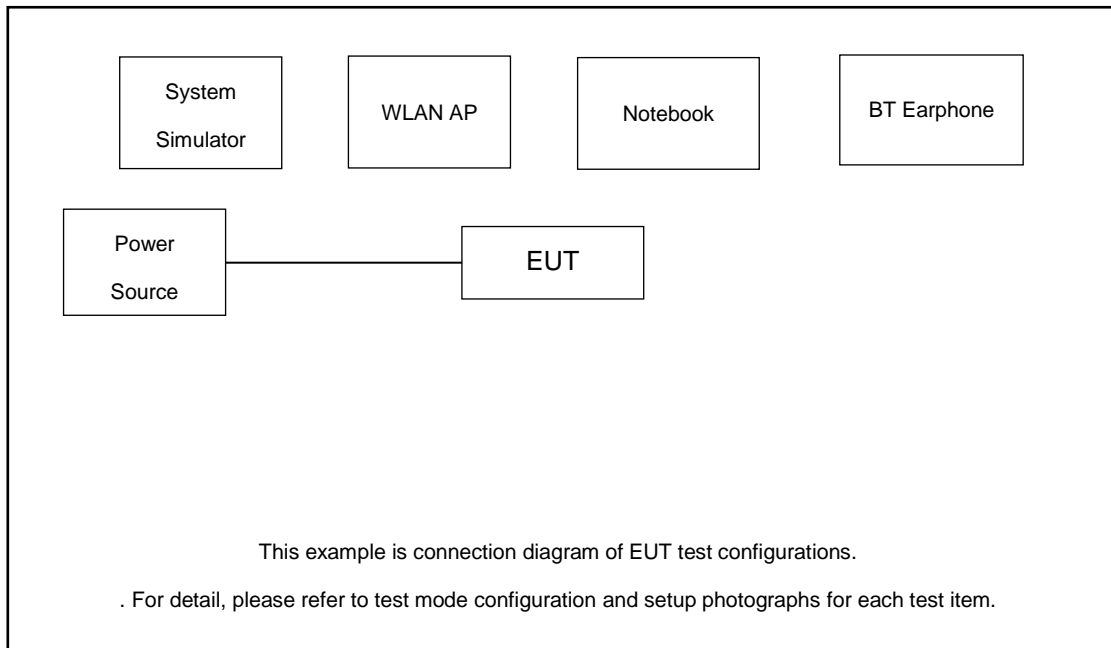 System
Simulator
WLAN AP
Notebook
BT Earphone
Power
Source
EUT
This example is connection diagram of EUT test configurations.
. For detail, please refer to test mode configuration and setup photographs for each test item.